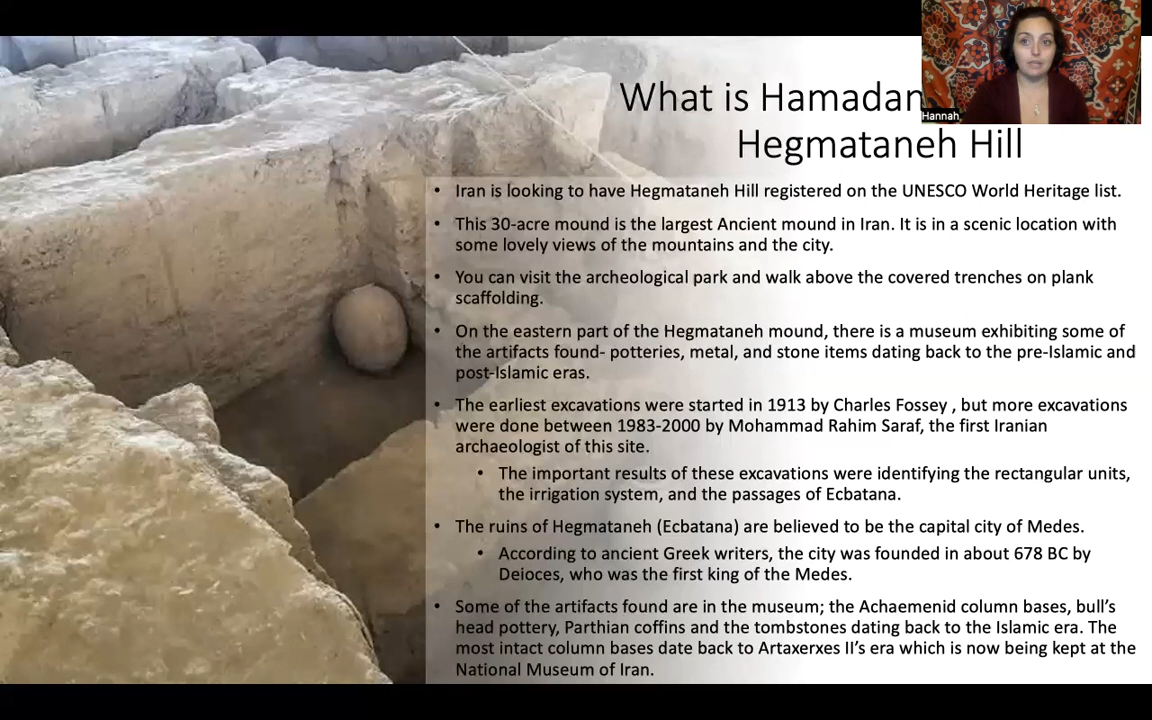 What is Hamadan
Hegmataneh Hill
Hannah
• Iran is looking to have Hegmataneh Hill registered on the UNESCO World Heritage list.
• This 30-acre mound is the largest Ancient mound in Iran. It is in a scenic location with
some lovely views of the mountains and the city.
• You can visit the archeological park and walk above the covered trenches on plank
scaffolding.
• On the eastern part of the Hegmataneh mound, there is a museum exhibiting some of
the artifacts found- potteries, metal, and stone items dating back to the pre-Islamic and
post-Islamic eras.
• The earliest excavations were started in 1913 by Charles Fossey , but more excavations
were done between 1983-2000 by Mohammad Rahim Saraf, the first Iranian
archaeologist of this site.
• The important results of these excavations were identifying the rectangular units,
the irrigation system, and the passages of Ecbatana.
• The ruins of Hegmataneh (Ecbatana) are believed to be the capital city of Medes.
• According to ancient Greek writers, the city was founded in about 678 BC by
Deioces, who was the first king of the Medes.
• Some of the artifacts found are in the museum; the Achaemenid column bases, bull’s
head pottery, Parthian coffins and the tombstones dating back to the Islamic era. The
most intact column bases date back to Artaxerxes II’s era which is now being kept at the
National Museum of Iran.